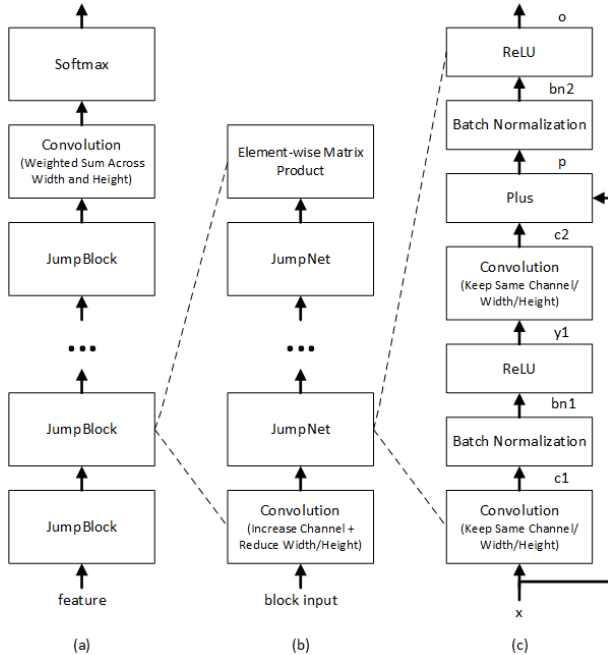 Softmax
Convolution
(Weighted Sum Across
Width and Height)
JumpBlock
•••
JumpBlock
JumpBlock
feature
(a)
Element-wise Matrix
Product
JumpNet
•••
JumpNet
Convolution
(Increase Channel +
Reduce Width/Height)
block input
(b)
o
ReLU
bn2
Batch Normalization
p
Plus
c2
Convolution
(Keep Same Channel/
Width/Height)
y1
ReLU
bn1
Batch Normalization
c1
Convolution
(Keep Same Channel/
Width/Height)
x
(c)